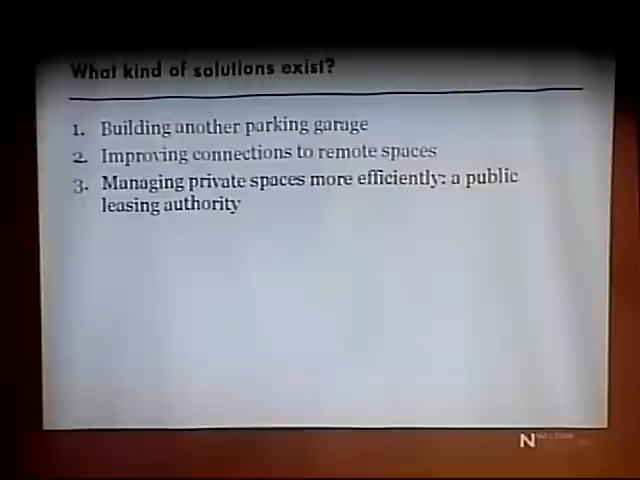 What kind of solutions exist?
1. Building another parking garage
2. Improving connections to remote spaces
3. Managing private spaces more efficiently: a public
leasing authority
N